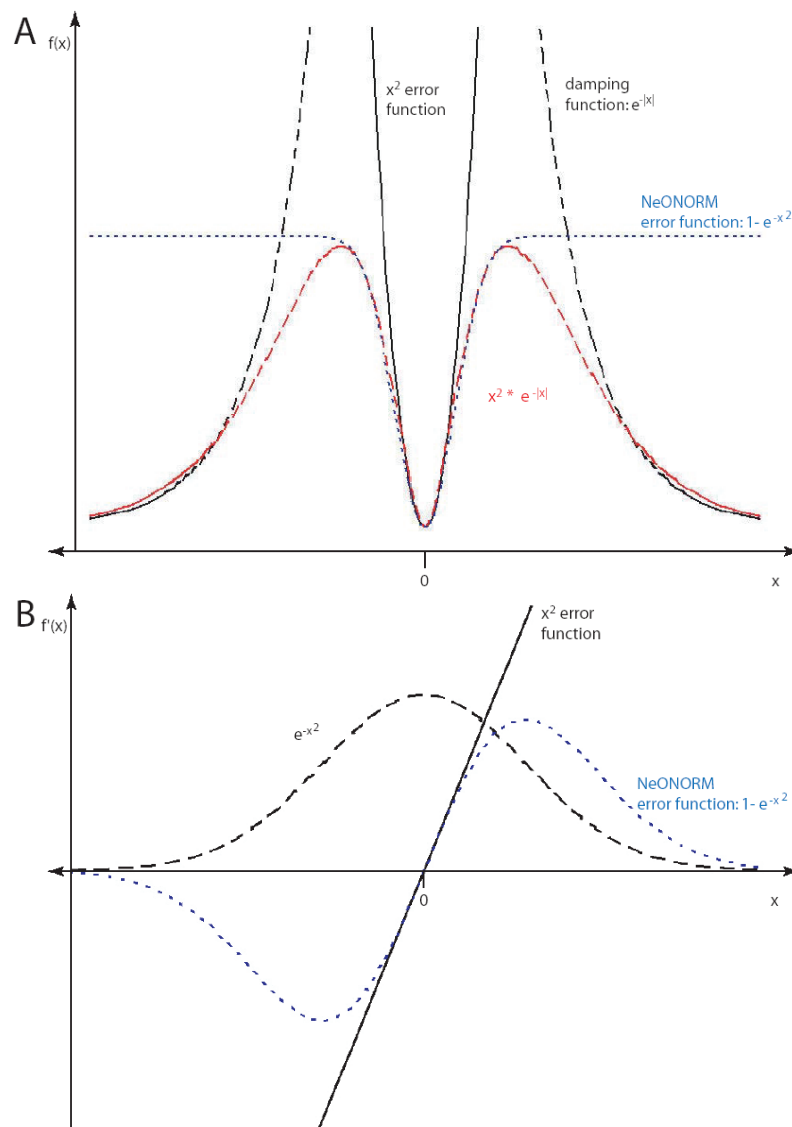 A
f(x)
x² error
function
damping
function: e^-|x|
NeONORM
error function: 1- e^-x 2
x² * e^-|x|
0
x
B
f'(x)
x² error
function
e^-x 2
NeONORM
error function: 1- e^-x 2
0
x